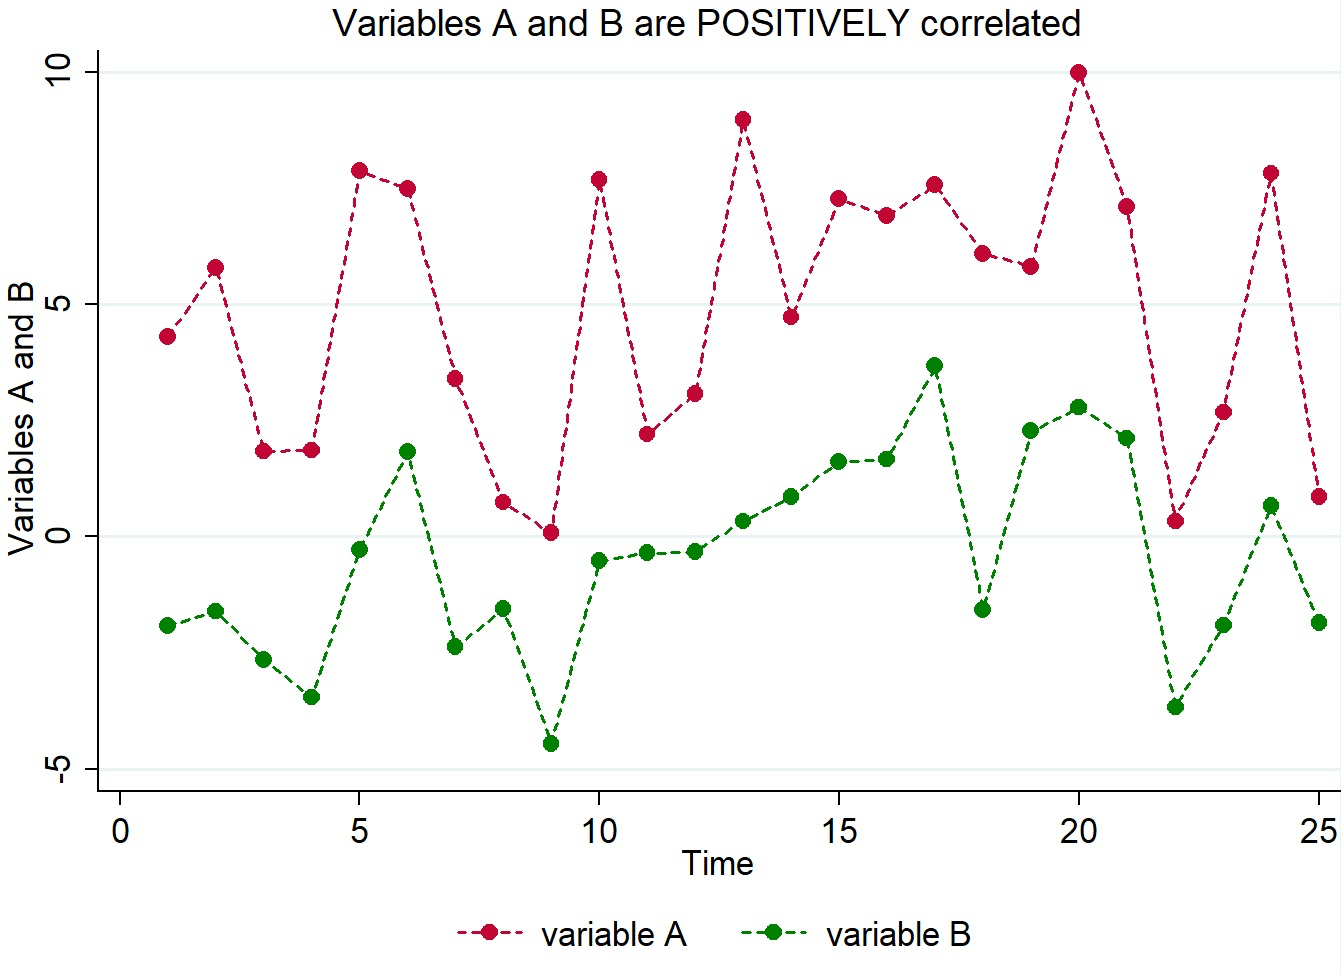 Variables A and B are POSITIVELY correlated
Variables A and B
10
5
0
-5
0 5 10 15 20 25
Time
variable A variable B